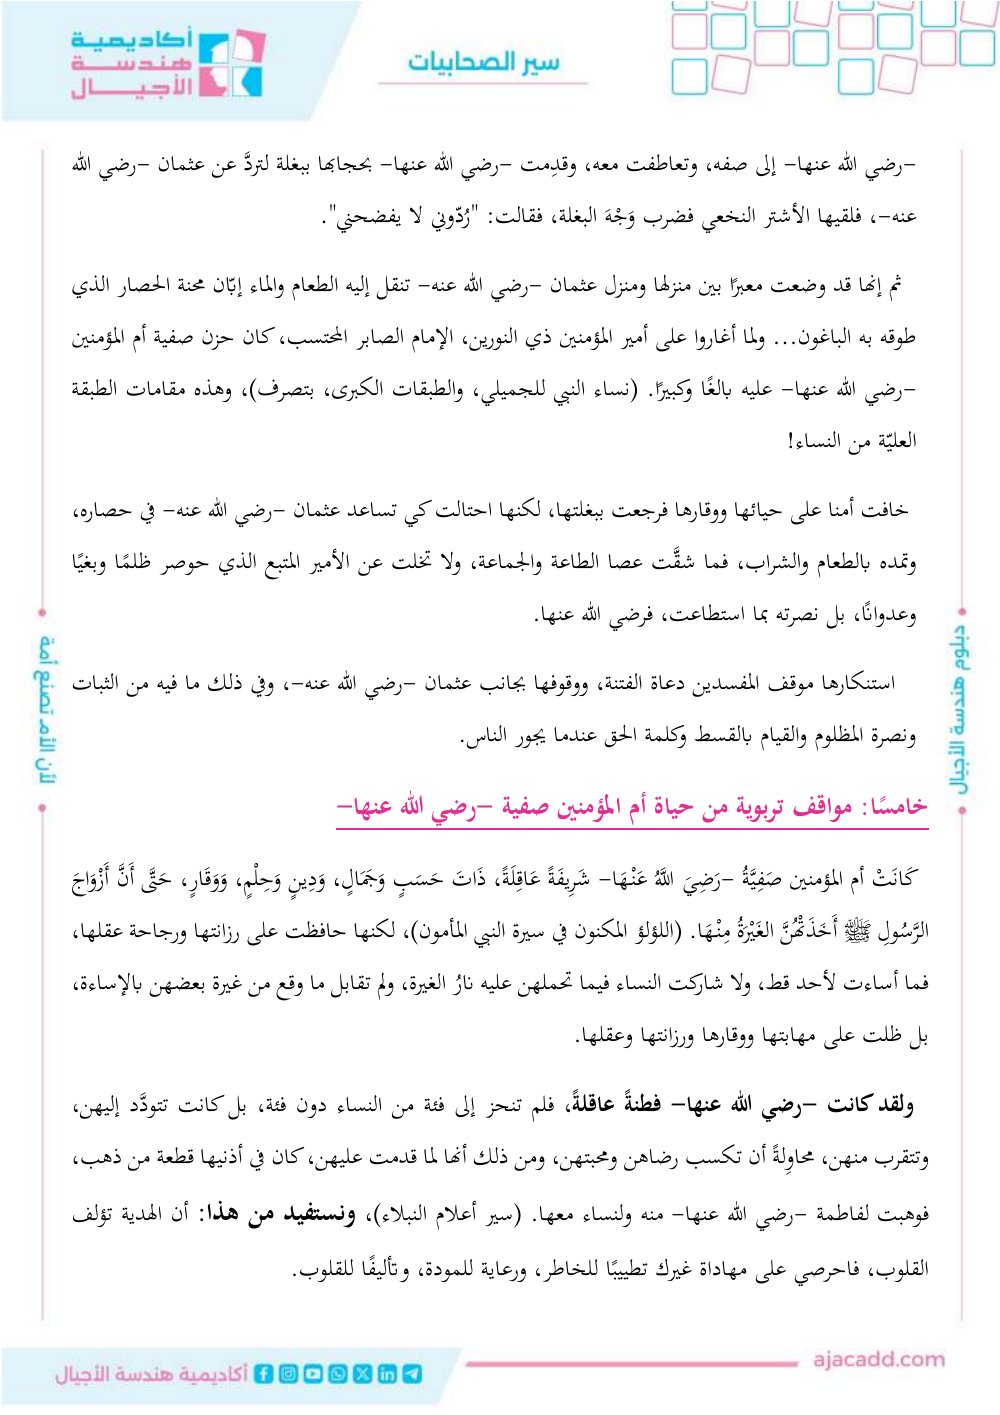 أكاديمية
هندسة
الأجيال
سير الصحابيات
-رضي الله عنها- إلى صفه، وتعاطفت معه، وقدِمت -رضي الله عنها- بحجابها ببغلة لتردَّ عن عثمان -رضي الله
عنه-، فلقيها الأشتر النخعي فضرب وَجْهَ البغلة، فقالت: "رُدّوني لا يفضحني".
ثم إنها قد وضعت معبرًا بين منزلها ومنزل عثمان -رضي الله عنه- تنقل إليه الطعام والماء إبّان محنة الحصار الذي
طوقه به الباغون... ولما أغاروا على أمير المؤمنين ذي النورين، الإمام الصابر المحتسب، كان حزن صفية أم المؤمنين
-رضي الله عنها- عليه بالغًا وكبيرًا. (نساء النبي للجميلي، والطبقات الكبرى، بتصرف)، وهذه مقامات الطبقة
العليّة من النساء!
خافت أمنا على حيائها ووقارها فرجعت ببغلتها، لكنها احتالت كي تساعد عثمان -رضي الله عنه- في حصاره،
وتمده بالطعام والشراب، فما شقَّت عصا الطاعة والجماعة، ولا تخلت عن الأمير المتبع الذي حوصر ظلمًا وبغيًا
وعدوانًا، بل نصرته بما استطاعت، فرضي الله عنها.
استنكارها موقف المفسدين دعاة الفتنة، ووقوفها بجانب عثمان -رضي الله عنه-، وفي ذلك ما فيه من الثبات
ونصرة المظلوم والقيام بالقسط وكلمة الحق عندما يجور الناس.
خامسًا: مواقف تربوية من حياة أم المؤمنين صفية -رضي الله عنها-
كَانَتْ أم المؤمنين صَفِيَّةُ -رَضِيَ اللَّهُ عَنْهَا- شَرِيفَةً عَاقِلَةً، ذَاتَ حَسَبٍ وَجَمَالٍ، وَدِينٍ وَحِلْمٍ، وَوَقَارٍ، حَتَّى أَنَّ أَزْوَاجَ
الرَّسُولِ ﷺ أَخَذَتْهُنَّ الغَيْرَةُ مِنْهَا. (اللؤلؤ المكنون في سيرة النبي المأمون)، لكنها حافظت على رزانتها ورجاحة عقلها،
فما أساءت لأحد قط، ولا شاركت النساء فيما تحملهن عليه نارُ الغيرة، ولم تقابل ما وقع من غيرة بعضهن بالإساءة،
بل ظلت على مهابتها ووقارها ورزانتها وعقلها.
ولقد كانت -رضي الله عنها- فطنةً عاقلةً، فلم تنحز إلى فئة من النساء دون فئة، بل كانت تتودَّد إليهن،
وتتقرب منهن، محاوِلةً أن تكسب رضاهن ومحبتهن، ومن ذلك أنها لما قدمت عليهن، كان في أذنيها قطعة من ذهب،
فوهبت لفاطمة -رضي الله عنها- منه ولنساء معها. (سير أعلام النبلاء)، ونستفيد من هذا: أن الهدية تؤلف
القلوب، فاحرصي على مهاداة غيرك تطييبًا للخاطر، ورعاية للمودة، وتأليفًا للقلوب.
دبلوم هندسة الأجيال
لأن الأم تصنع أمة
أكاديمية هندسة الأجيال
ajacadd.com